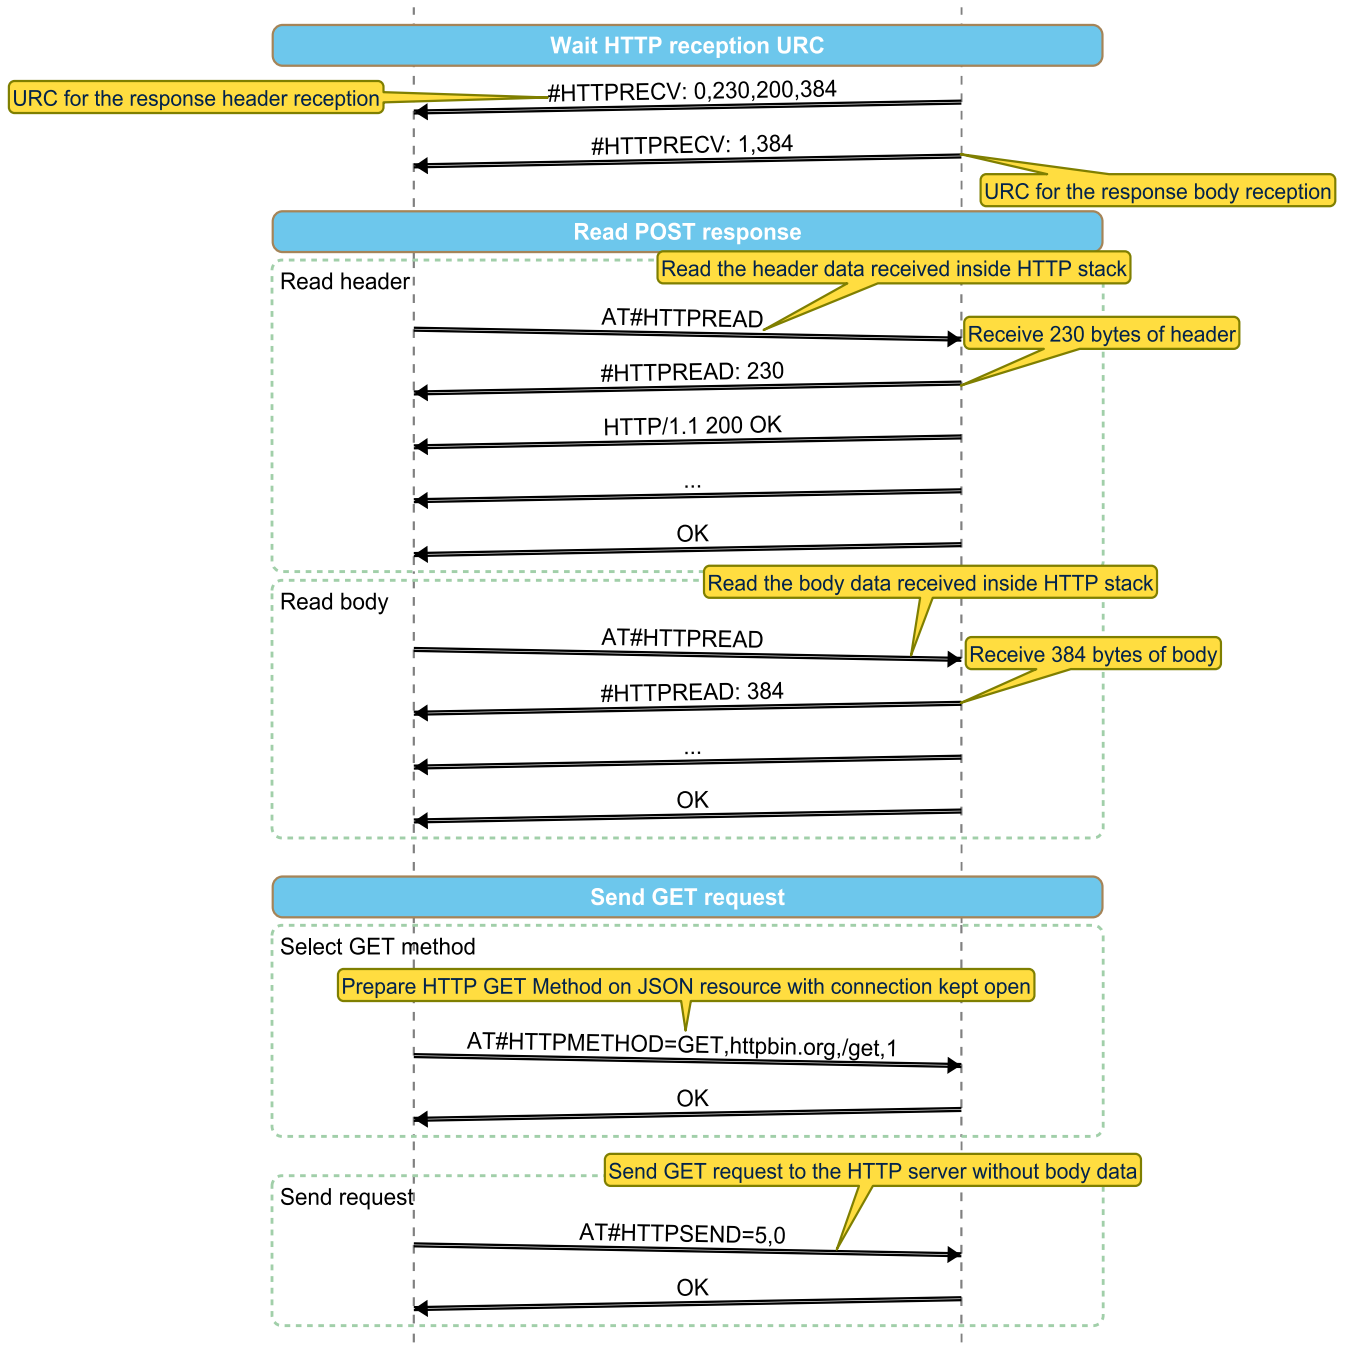 Wait HTTP reception URC
URC for the response header reception
#HTTPRECV: 0,230,200,384
#HTTPRECV: 1,384
URC for the response body reception
Read POST response
Read header
Read the header data received inside HTTP stack
AT#HTTPREAD
Receive 230 bytes of header
#HTTPREAD: 230
HTTP/1.1 200 OK
...
OK
Read body
Read the body data received inside HTTP stack
AT#HTTPREAD
Receive 384 bytes of body
#HTTPREAD: 384
...
OK
Send GET request
Select GET method
Prepare HTTP GET Method on JSON resource with connection kept open
AT#HTTPMETHOD=GET,httpbin.org,/get,1
OK
Send request
Send GET request to the HTTP server without body data
AT#HTTPSEND=5,0
OK